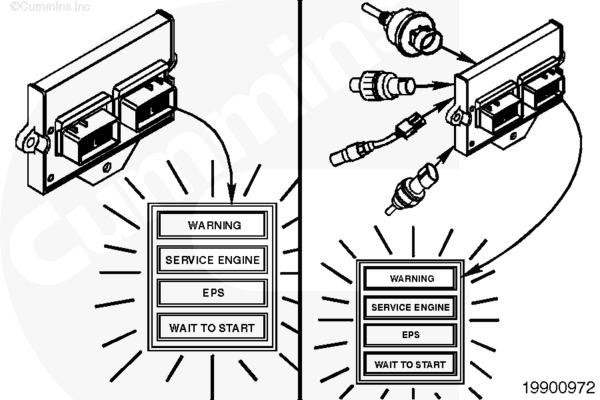 ©Cummins Inc
Cummins
WARNING
SERVICE ENGINE
EPS
WAIT TO START
WARNING
SERVICE ENGINE
EPS
WAIT TO START
19900972